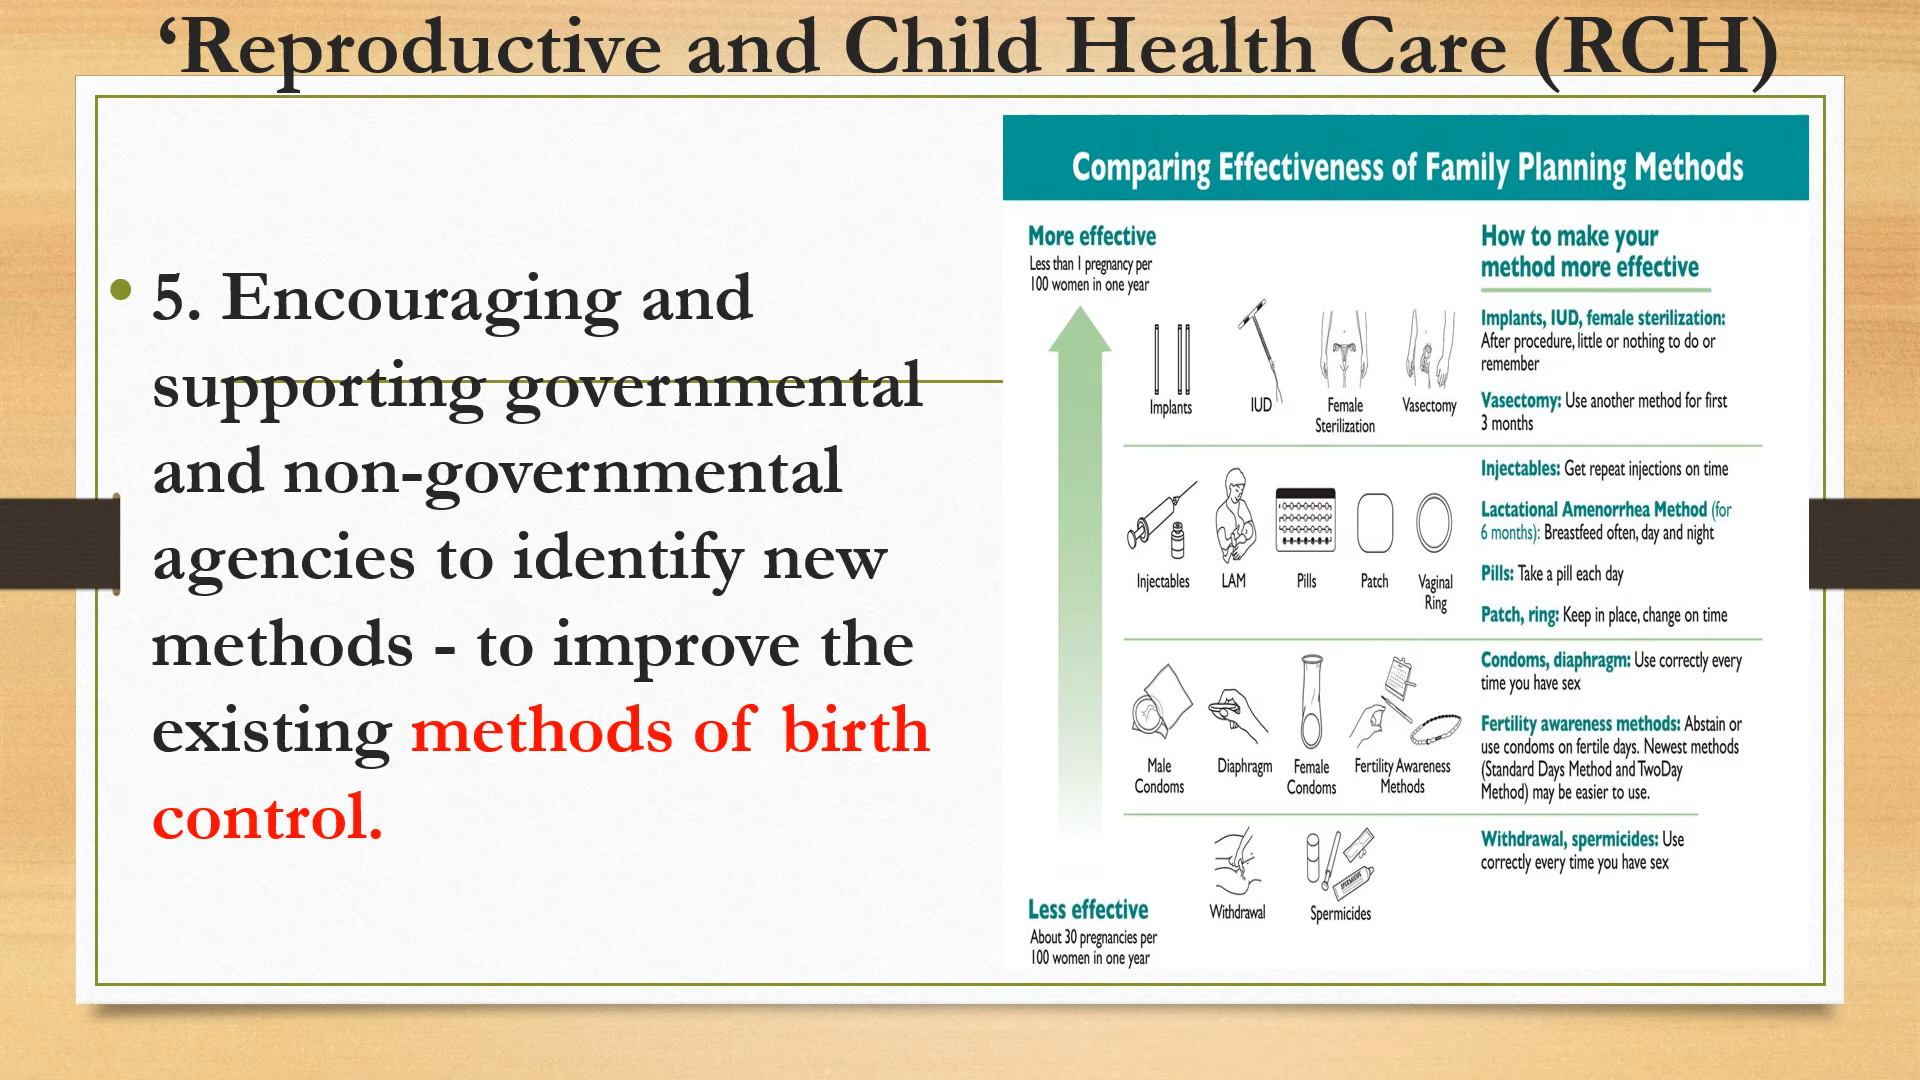 ‘Reproductive and Child Health Care (RCH)
• 5. Encouraging and
supporting governmental
and non-governmental
agencies to identify new
methods - to improve the
existing methods of birth
control.
Comparing Effectiveness of Family Planning Methods
More effective
Less than 1 pregnancy per
100 women in one year
Implants
IUD
Female
Sterilization
Vasectomy
Injectables
LAM
Pills
Patch
Vaginal
Ring
Male
Condoms
Diaphragm
Female
Condoms
Fertility Awareness
Methods
Withdrawal
Spermicides
Less effective
About 30 pregnancies per
100 women in one year
How to make your
method more effective
Implants, IUD, female sterilization:
After procedure, little or nothing to do or
remember
Vasectomy: Use another method for first
3 months
Injectables: Get repeat injections on time
Lactational Amenorrhea Method (for
6 months): Breastfeed often, day and night
Pills: Take a pill each day
Patch, ring: Keep in place, change on time
Condoms, diaphragm: Use correctly every
time you have sex
Fertility awareness methods: Abstain or
use condoms on fertile days. Newest methods
(Standard Days Method and TwoDay
Method) may be easier to use.
Withdrawal, spermicides: Use
correctly every time you have sex